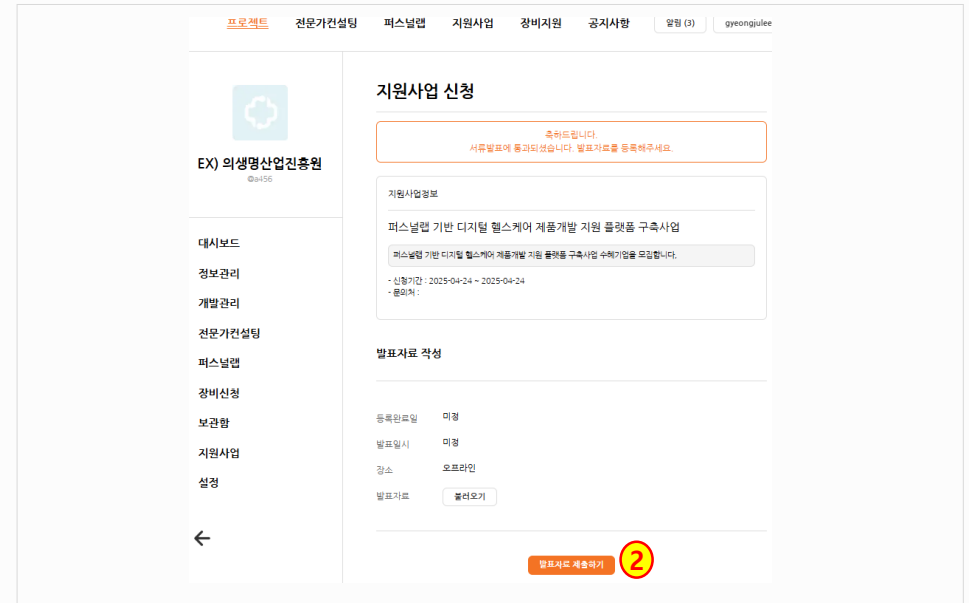 프로젝트 전문가컨설팅 퍼스널랩 지원사업 장비지원 공지사항 알림 (3) gyeongjulee
EX) 의생명산업진흥원
@a456
대시보드
정보관리
개발관리
전문가컨설팅
퍼스널랩
장비신청
보관함
지원사업
설정
지원사업 신청
축하드립니다.
서류발표에 통과되셨습니다. 발표자료를 등록해주세요.
지원사업정보
퍼스널랩 기반 디지털 헬스케어 제품개발 지원 플랫폼 구축사업
퍼스널랩 기반 디지털 헬스케어 제품개발 지원 플랫폼 구축사업 수혜기업을 모집합니다.
- 신청기간 : 2025-04-24 ~ 2025-04-24
- 문의처 :
발표자료 작성
등록완료일 미정
발표일시 미정
장소 오프라인
발표자료 불러오기
발표자료 제출하기 2